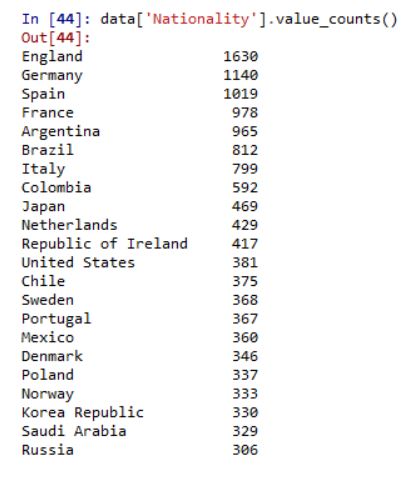 In [44]: data['Nationality'].value_counts()
Out[44]:
England 1630
Germany 1140
Spain 1019
France 978
Argentina 965
Brazil 812
Italy 799
Colombia 592
Japan 469
Netherlands 429
Republic of Ireland 417
United States 381
Chile 375
Sweden 368
Portugal 367
Mexico 360
Denmark 346
Poland 337
Norway 333
Korea Republic 330
Saudi Arabia 329
Russia 306